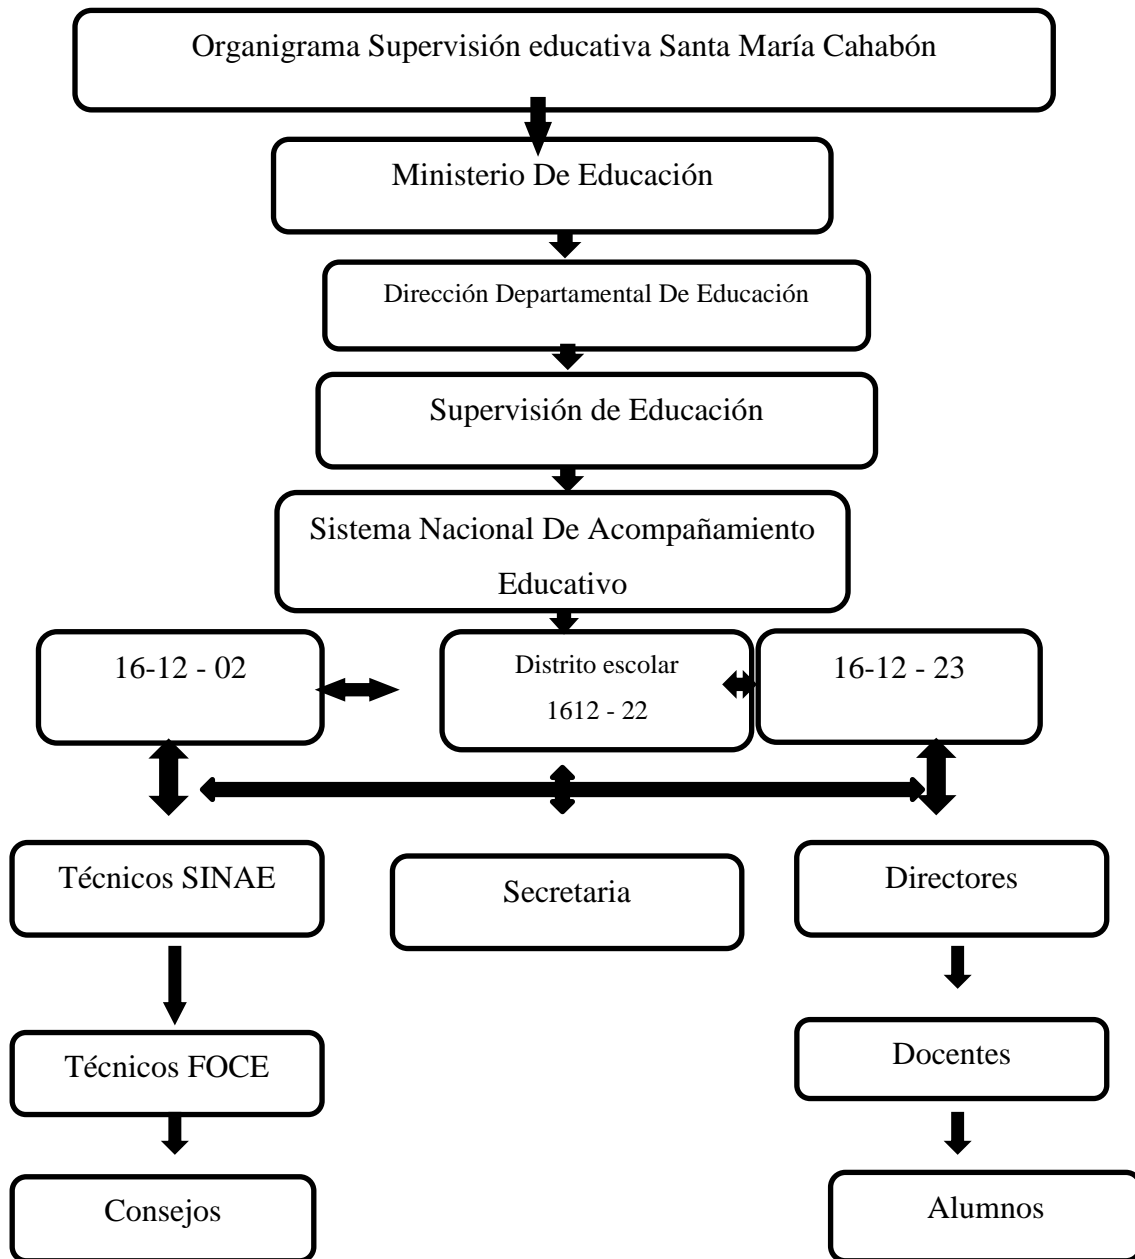 Organigrama Supervisión educativa Santa María Cahabón
Ministerio De Educación
Dirección Departamental De Educación
Supervisión de Educación
Sistema Nacional De Acompañamiento
Educativo
16-12 - 02
Distrito escolar
1612 - 22
16-12 - 23
Técnicos SINAE
Secretaria
Directores
Técnicos FOCE
Docentes
Consejos
Alumnos